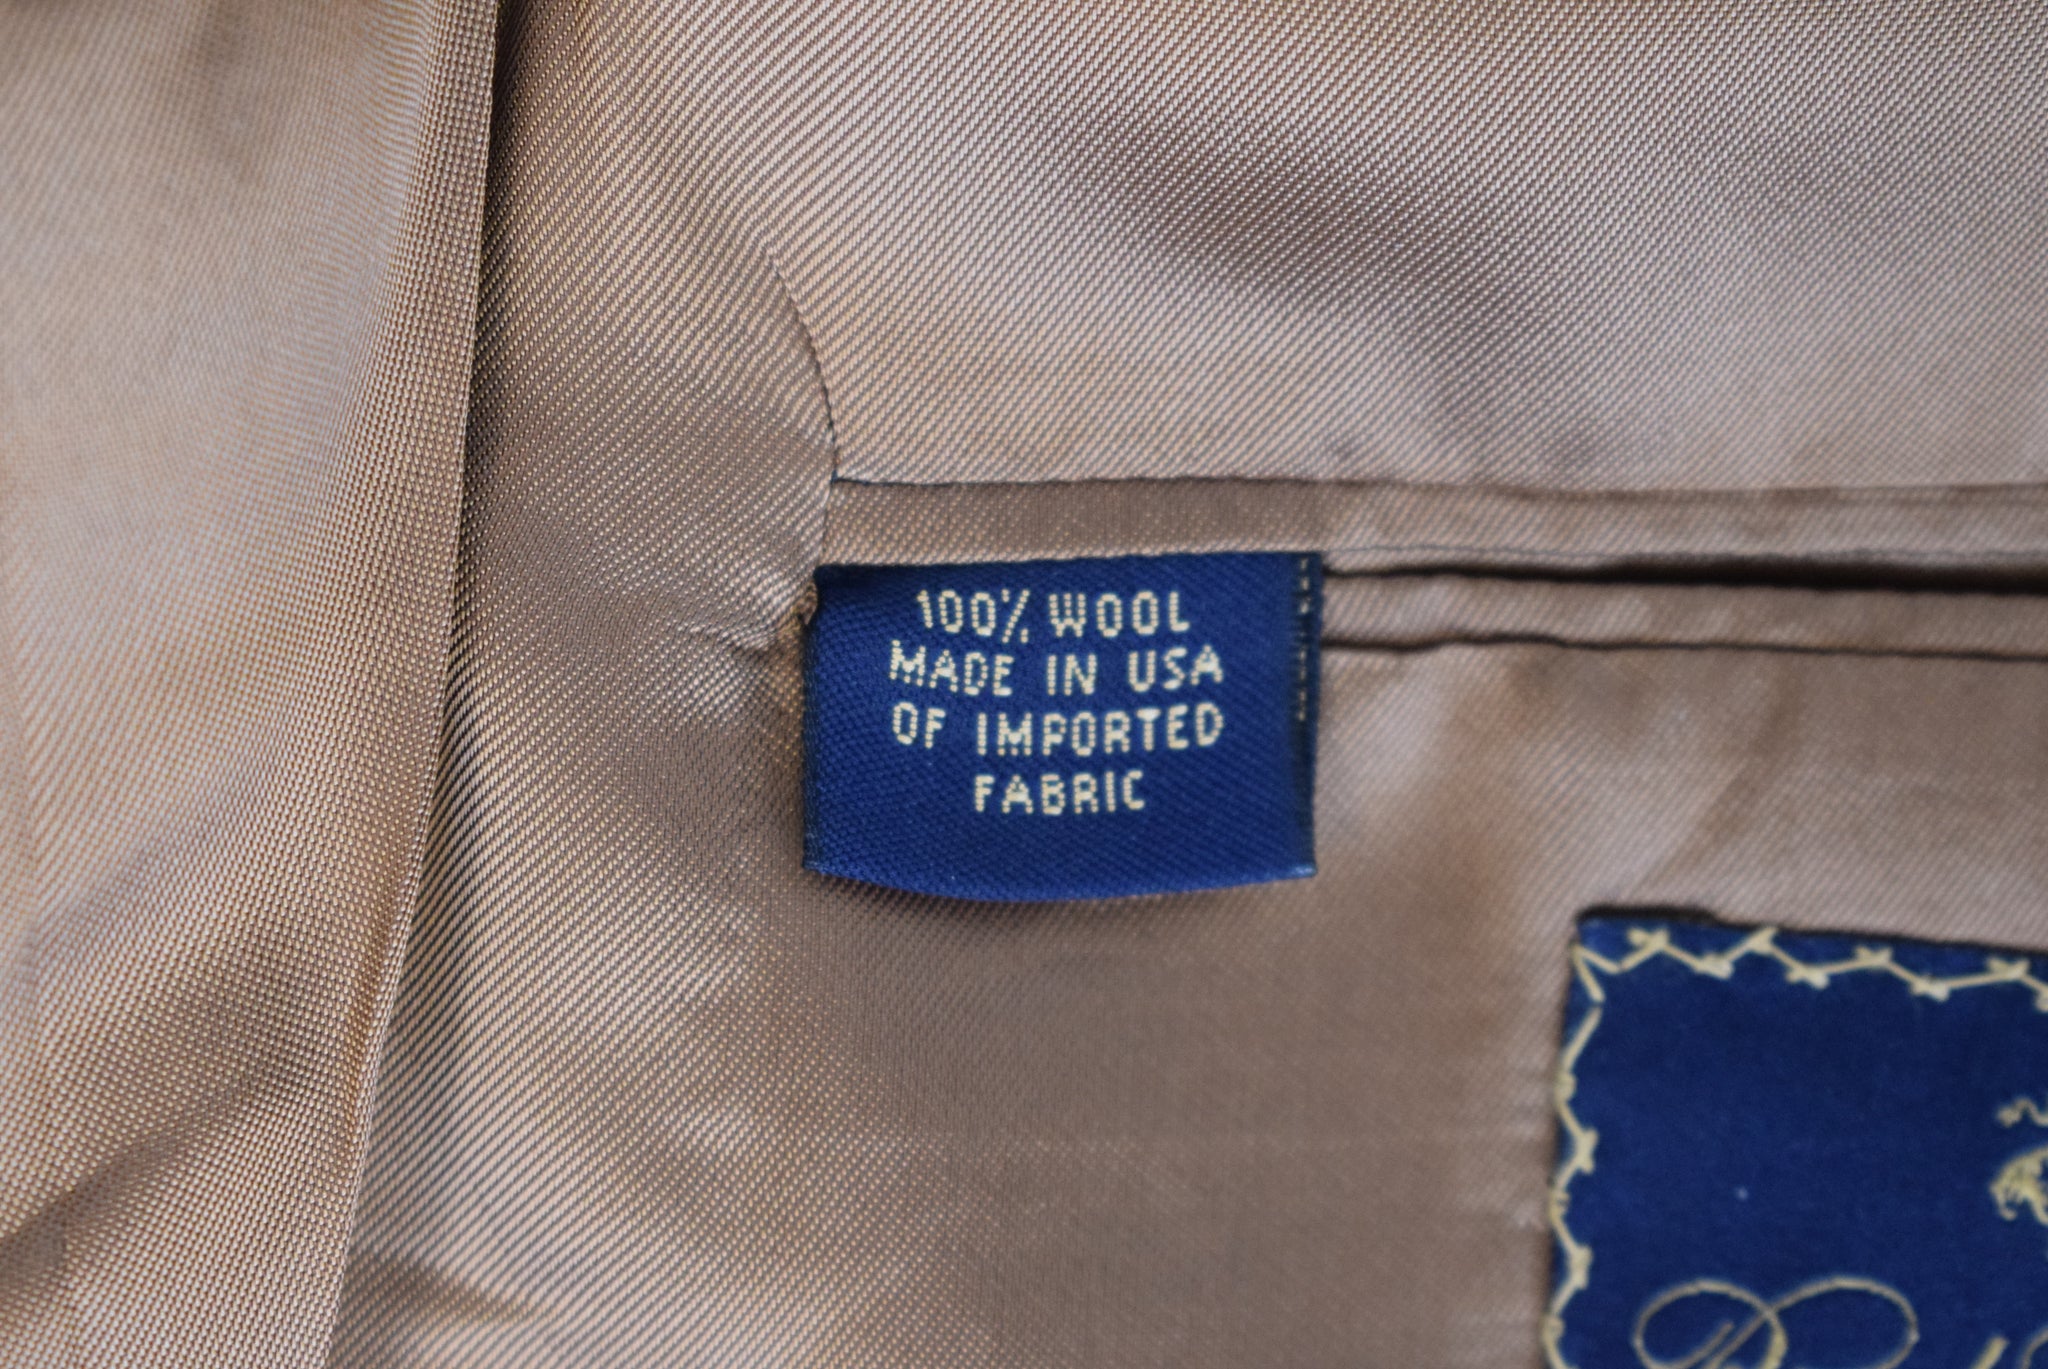 100% WOOL
MADE IN USA
OF IMPORTED
FABRIC